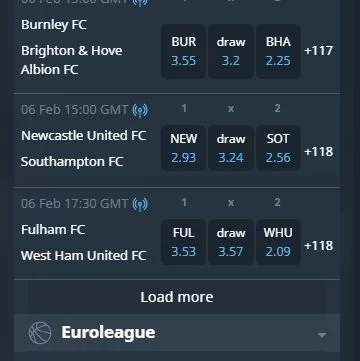 06 Feb 15:00 GMT 1 x 2
Burnley FC
Brighton & Hove
Albion FC
BUR draw BHA
3.55 3.2 2.25
+117
06 Feb 15:00 GMT 1 x 2
Newcastle United FC
Southampton FC
NEW draw SOT
2.93 3.24 2.56
+118
06 Feb 17:30 GMT 1 x 2
Fulham FC
West Ham United FC
FUL draw WHU
3.53 3.57 2.09
+118
Load more
Euroleague